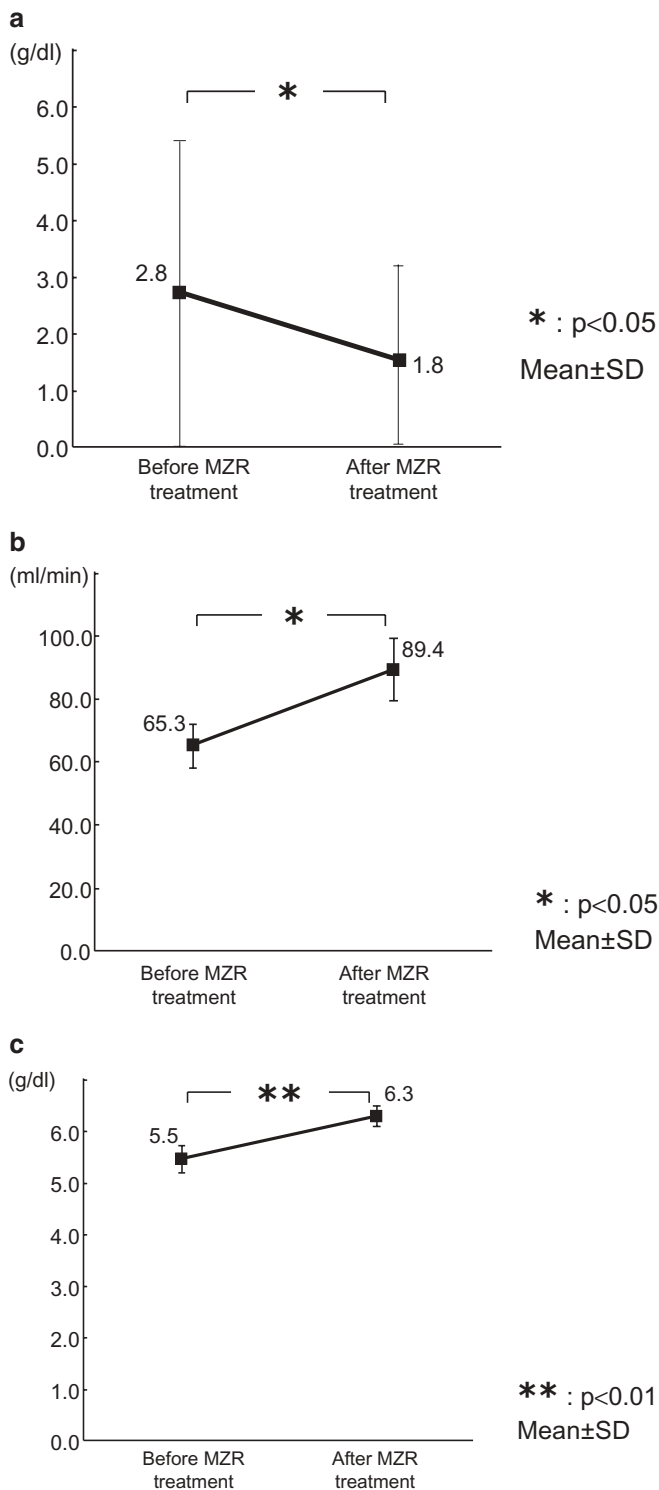 a
(g/dl)
*
6.0
5.0
4.0
3.0
2.0
1.0
0.0
2.8
1.8
* : p<0.05
Mean±SD
Before MZR
treatment
After MZR
treatment
b
(ml/min)
*
100.0
80.0
60.0
40.0
20.0
0.0
65.3
89.4
* : p<0.05
Mean±SD
Before MZR
treatment
After MZR
treatment
c
(g/dl)
**
6.0
5.0
4.0
3.0
2.0
1.0
0.0
5.5
6.3
** : p<0.01
Mean±SD
Before MZR
treatment
After MZR
treatment